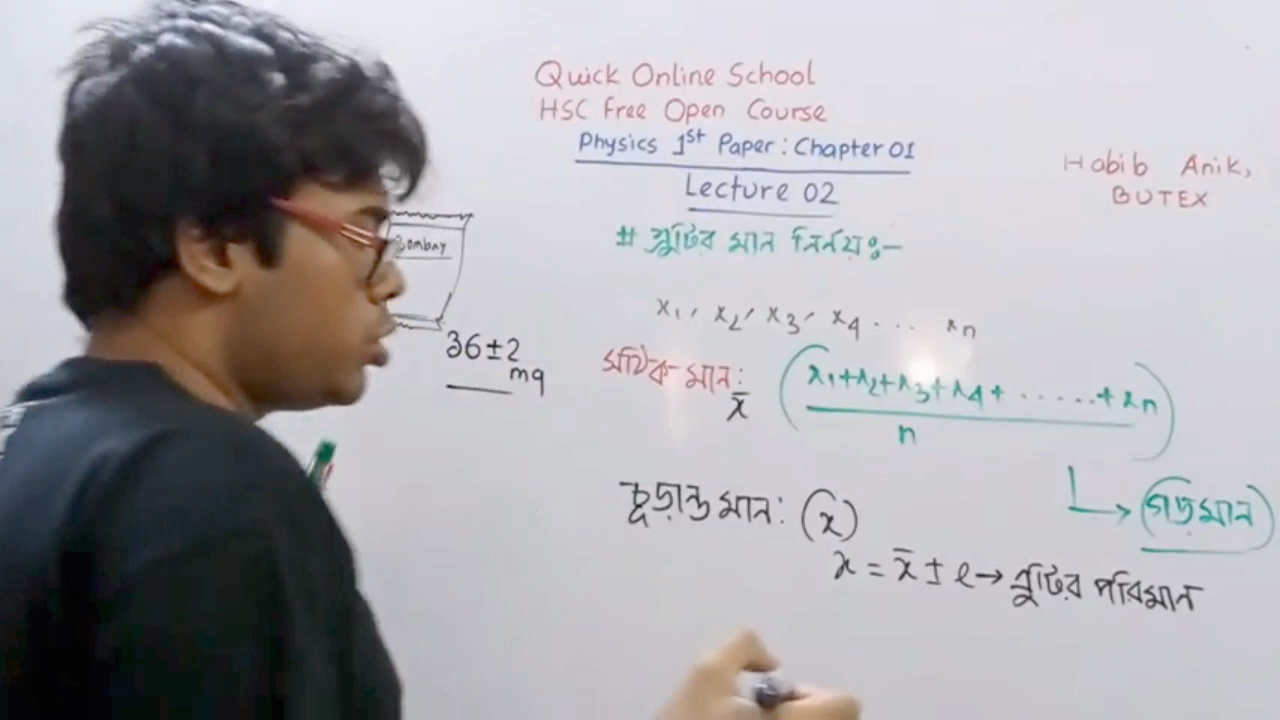 Quick Online School
HSC Free Open Course
Physics 1st Paper : Chapter 01
Lecture 02
Habib Anik,
BUTEX
# ত্রুটির মান নির্নয়ঃ-
Bombay
36±2
mg
x₁, x₂, x₃, x₄ .... xₙ
সঠিক মান: x̄ (x₁+x₂+x₃+x₄+ ......+xₙ
n)
গড়মান
চূড়ান্ত মান: (x)
x = x̄ ± e → ত্রুটির পরিমান